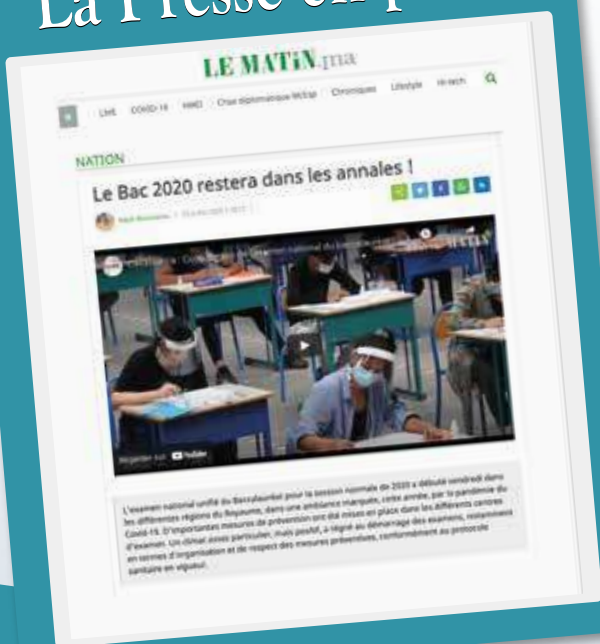 La Presse en
LE MATiN.ma
LIVE COVID-19 Chroniques Lifestyle Hi-tech
NATION
Le Bac 2020 restera dans les annales !
Regarder sur YouTube
L'examen national unifié du Baccalauréat pour la session normale de 2020 a débuté vendredi dans
les différentes régions du Royaume, dans une ambiance marquée, cette année, par la pandémie du
Covid-19. D'importantes mesures de prévention ont été mises en place dans les différents centres
d'examen. Un climat assez particulier, mais positif, a régné au démarrage des examens, notamment
en termes d'organisation et de respect des mesures préventives, conformément au protocole
sanitaire en vigueur.